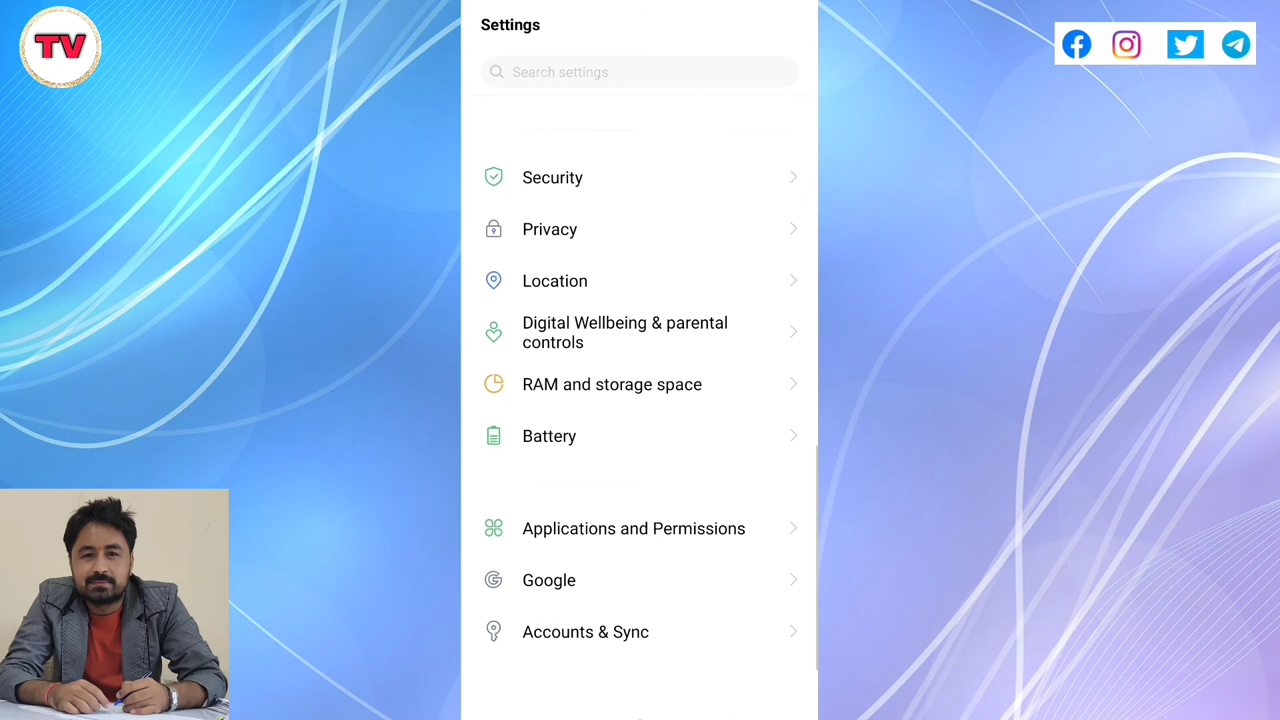 TV
Settings
Search settings
Security
Privacy
Location
Digital Wellbeing & parental
controls
RAM and storage space
Battery
Applications and Permissions
Google
Accounts & Sync